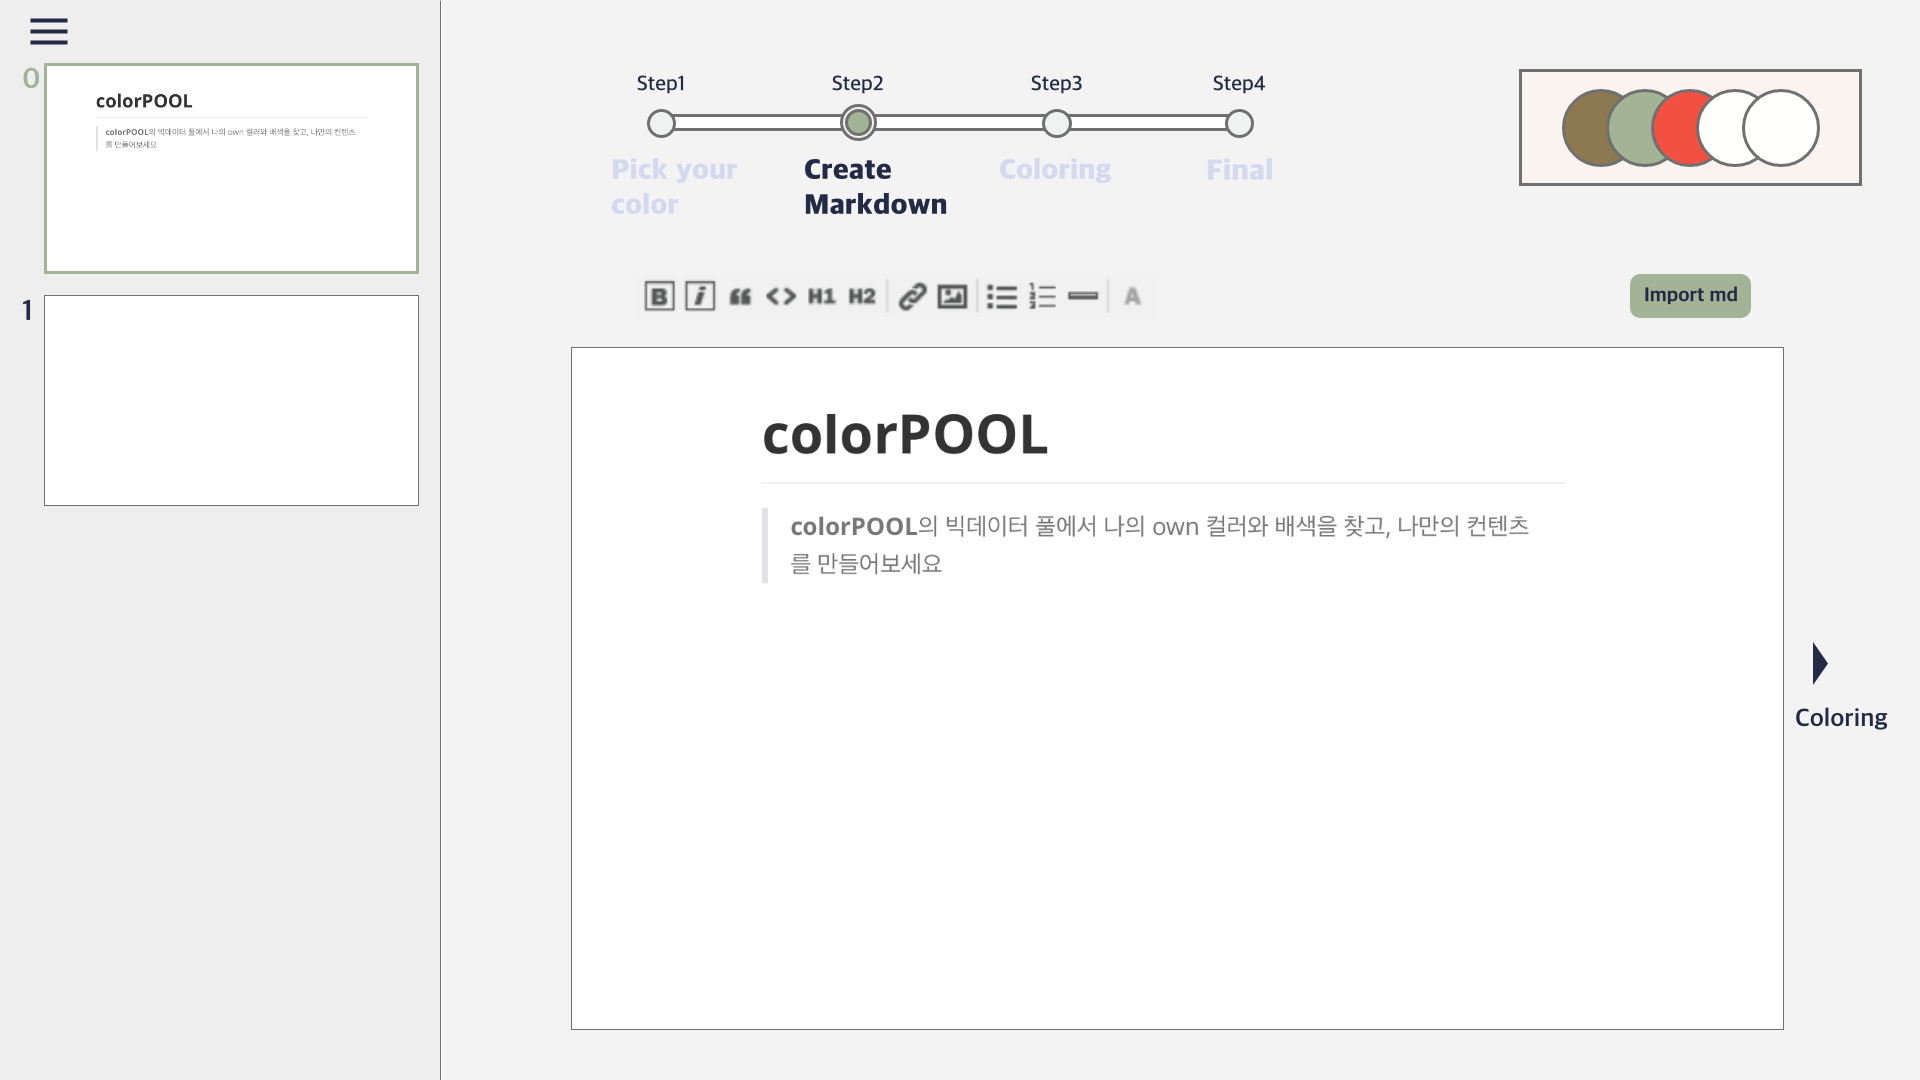 0
colorPOOL
colorPOOL의 빅데이터 풀에서 나의 own 컬러와 배색을 찾고, 나만의 컨텐츠
를 만들어보세요
1
Step1
Step2
Step3
Step4
Pick your
color
Create
Markdown
Coloring
Final
B i H1 H2 A
Import md
colorPOOL
colorPOOL의 빅데이터 풀에서 나의 own 컬러와 배색을 찾고, 나만의 컨텐츠
를 만들어보세요
Coloring